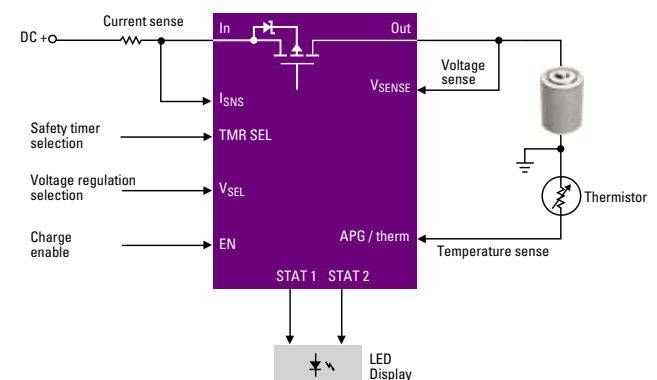 Current sense
DC +
In
Out
Voltage
sense
I_SNS
V_SENSE
Safety timer
selection
TMR SEL
Voltage regulation
selection
V_SEL
Thermistor
Charge
enable
EN
APG / therm
Temperature sense
STAT 1 STAT 2
LED
Display